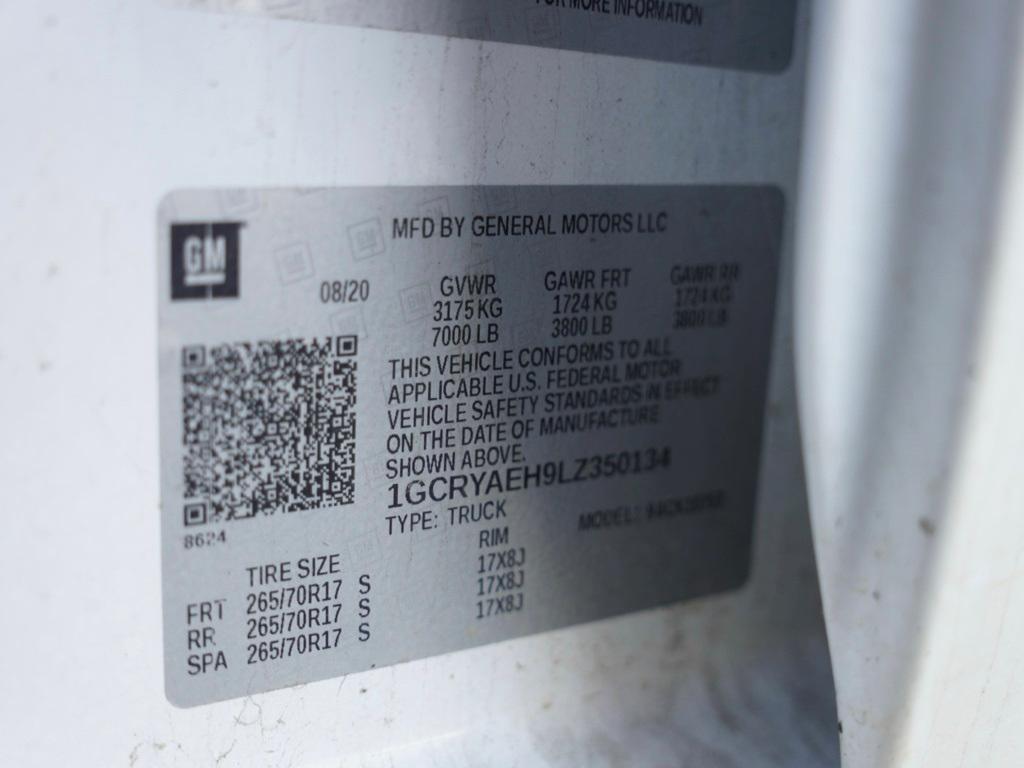 FOR MORE INFORMATION
GM
MFD BY GENERAL MOTORS LLC
08/20
GVWR GAWR FRT GAWR RR
3175 KG 1724 KG 1724 KG
7000 LB 3800 LB 3800 LB
THIS VEHICLE CONFORMS TO ALL
APPLICABLE U.S. FEDERAL MOTOR
VEHICLE SAFETY STANDARDS IN EFFECT
ON THE DATE OF MANUFACTURE
SHOWN ABOVE.
1GCRYAEH9LZ350134
TYPE: TRUCK MODEL:
8624
TIRE SIZE RIM
FRT 265/70R17 S 17X8J
RR 265/70R17 S 17X8J
SPA 265/70R17 S 17X8J